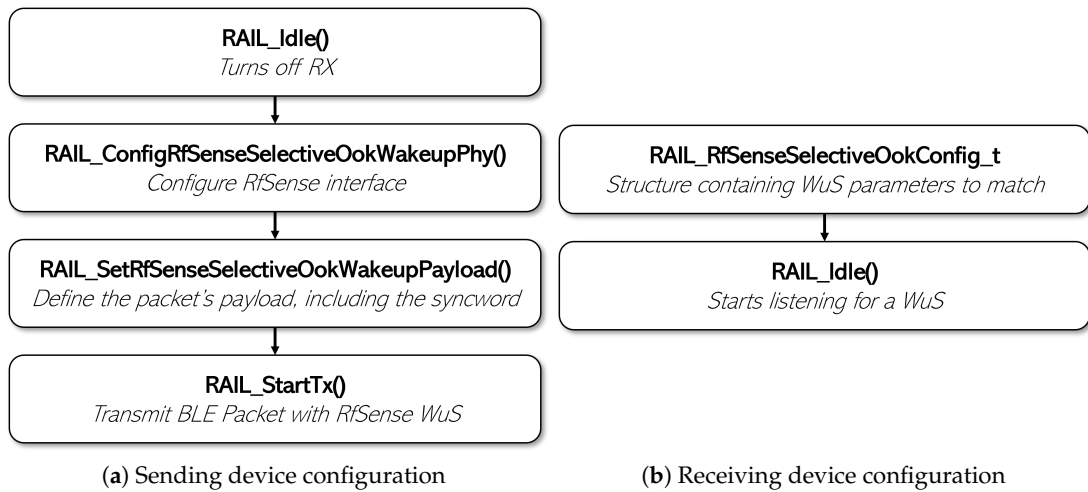 RAIL_Idle()
Turns off RX
RAIL_ConfigRfSenseSelectiveOokWakeupPhy()
Configure RfSense interface
RAIL_SetRfSenseSelectiveOokWakeupPayload()
Define the packet's payload, including the syncword
RAIL_StartTx()
Transmit BLE Packet with RfSense WuS
(a) Sending device configuration
RAIL_RfSenseSelectiveOokConfig_t
Structure containing WuS parameters to match
RAIL_Idle()
Starts listening for a WuS
(b) Receiving device configuration